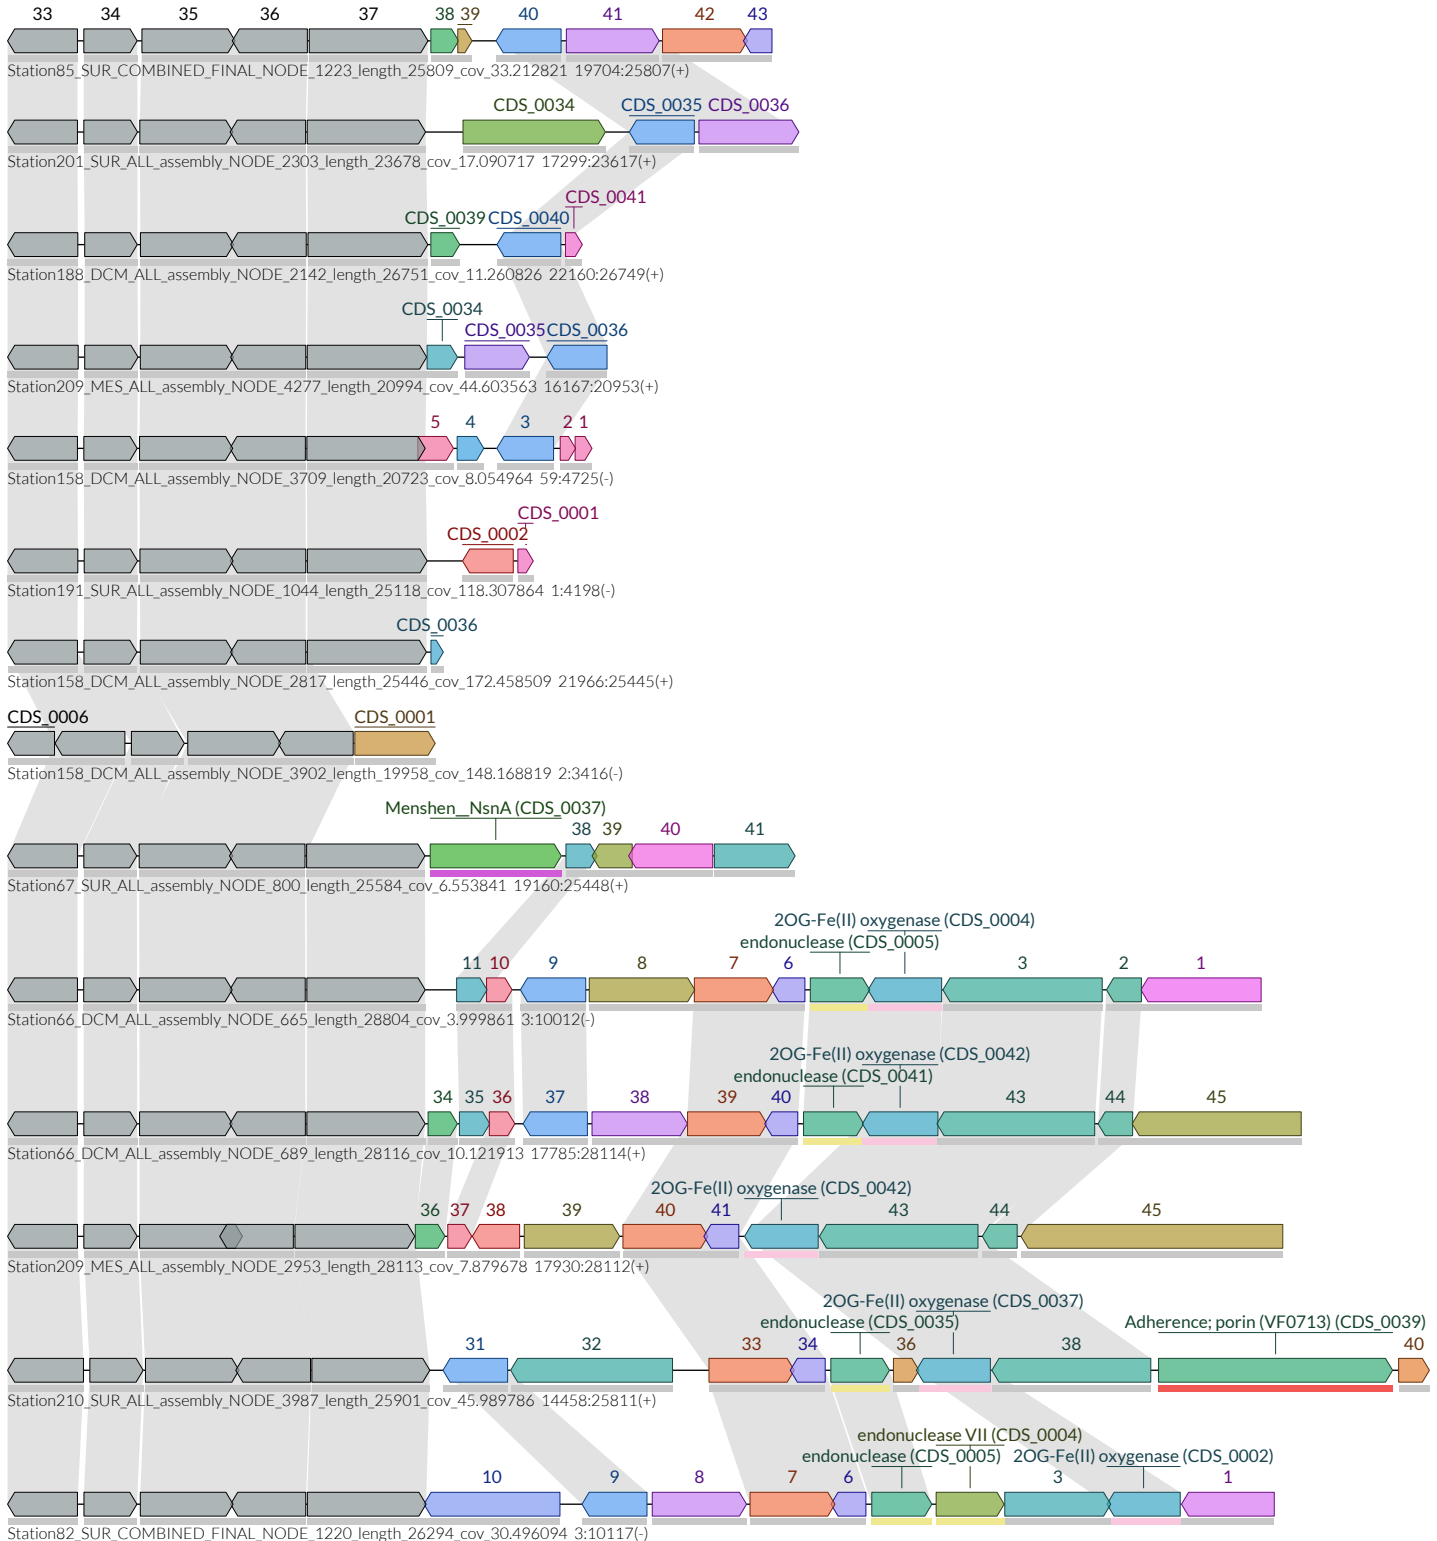 33 34 35 36 37 38 39 40 41 42 43
Station85_SUR_COMBINED_FINAL_NODE_1223_length_25809_cov_33.212821 19704:25807(+)
CDS_0034 CDS_0035 CDS_0036
Station201_SUR_ALL_assembly_NODE_2303_length_23678_cov_17.090717 17299:23617(+)
CDS_0041
CDS_0039 CDS_0040
Station188_DCM_ALL_assembly_NODE_2142_length_26751_cov_11.260826 22160:26749(+)
CDS_0034
CDS_0035 CDS_0036
Station209_MES_ALL_assembly_NODE_4277_length_20994_cov_44.603563 16167:20953(+)
5 4 3 2 1
Station158_DCM_ALL_assembly_NODE_3709_length_20723_cov_8.054964 59:4725(-)
CDS_0001
CDS_0002
Station191_SUR_ALL_assembly_NODE_1044_length_25118_cov_118.307864 1:4198(-)
CDS_0036
Station158_DCM_ALL_assembly_NODE_2817_length_25446_cov_172.458509 21966:25445(+)
CDS_0006 CDS_0001
Station158_DCM_ALL_assembly_NODE_3902_length_19958_cov_148.168819 2:3416(-)
Menshen__NsnA (CDS_0037)
38 39 40 41
Station67_SUR_ALL_assembly_NODE_800_length_25584_cov_6.553841 19160:25448(+)
2OG-Fe(II) oxygenase (CDS_0004)
endonuclease (CDS_0005)
11 10 9 8 7 6 3 2 1
Station66_DCM_ALL_assembly_NODE_665_length_28804_cov_3.999861 3:10012(-)
2OG-Fe(II) oxygenase (CDS_0042)
endonuclease (CDS_0041)
34 35 36 37 38 39 40 43 44 45
Station66_DCM_ALL_assembly_NODE_689_length_28116_cov_10.121913 17785:28114(+)
2OG-Fe(II) oxygenase (CDS_0042)
36 37 38 39 40 41 43 44 45
Station209_MES_ALL_assembly_NODE_2953_length_28113_cov_7.879678 17930:28112(+)
2OG-Fe(II) oxygenase (CDS_0037)
endonuclease (CDS_0035) Adherence; porin (VF0713) (CDS_0039)
31 32 33 34 36 38 40
Station210_SUR_ALL_assembly_NODE_3987_length_25901_cov_45.989786 14458:25811(+)
endonuclease VII (CDS_0004)
endonuclease (CDS_0005) 2OG-Fe(II) oxygenase (CDS_0002)
10 9 8 7 6 3 1
Station82_SUR_COMBINED_FINAL_NODE_1220_length_26294_cov_30.496094 3:10117(-)